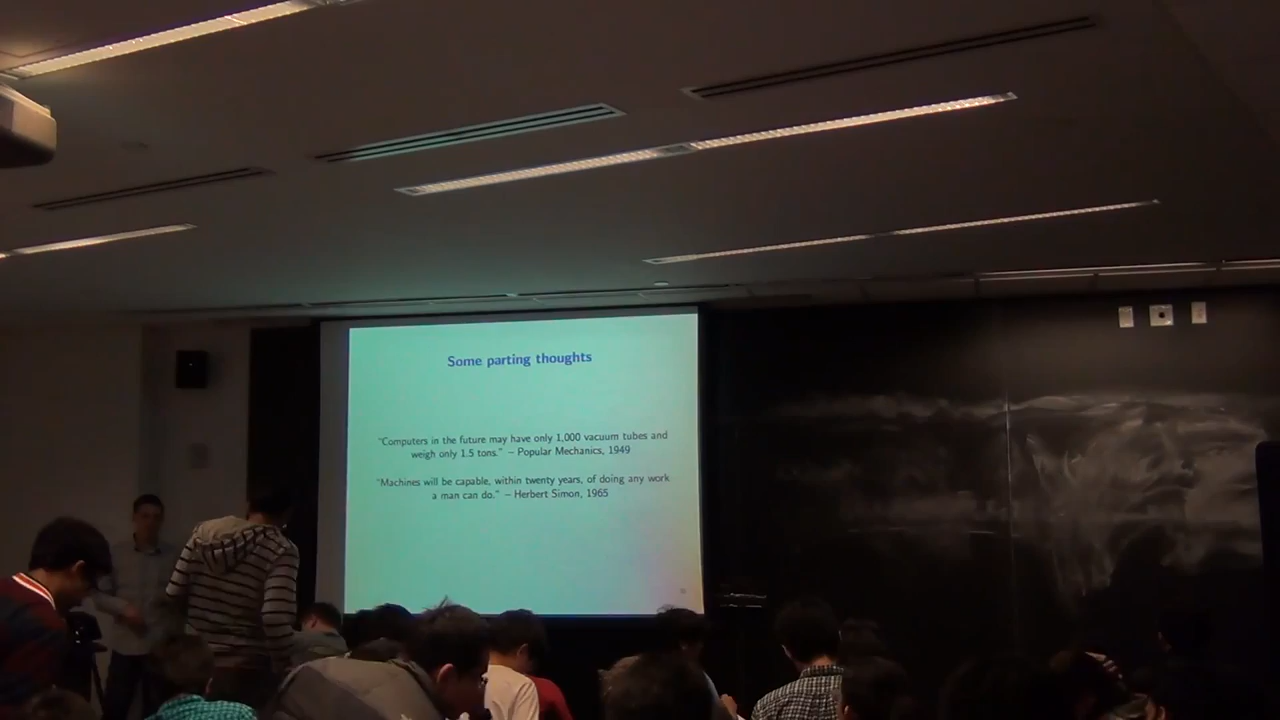 Some parting thoughts
"Computers in the future may have only 1,000 vacuum tubes and
weigh only 1.5 tons." – Popular Mechanics, 1949
"Machines will be capable, within twenty years, of doing any work
a man can do." – Herbert Simon, 1965